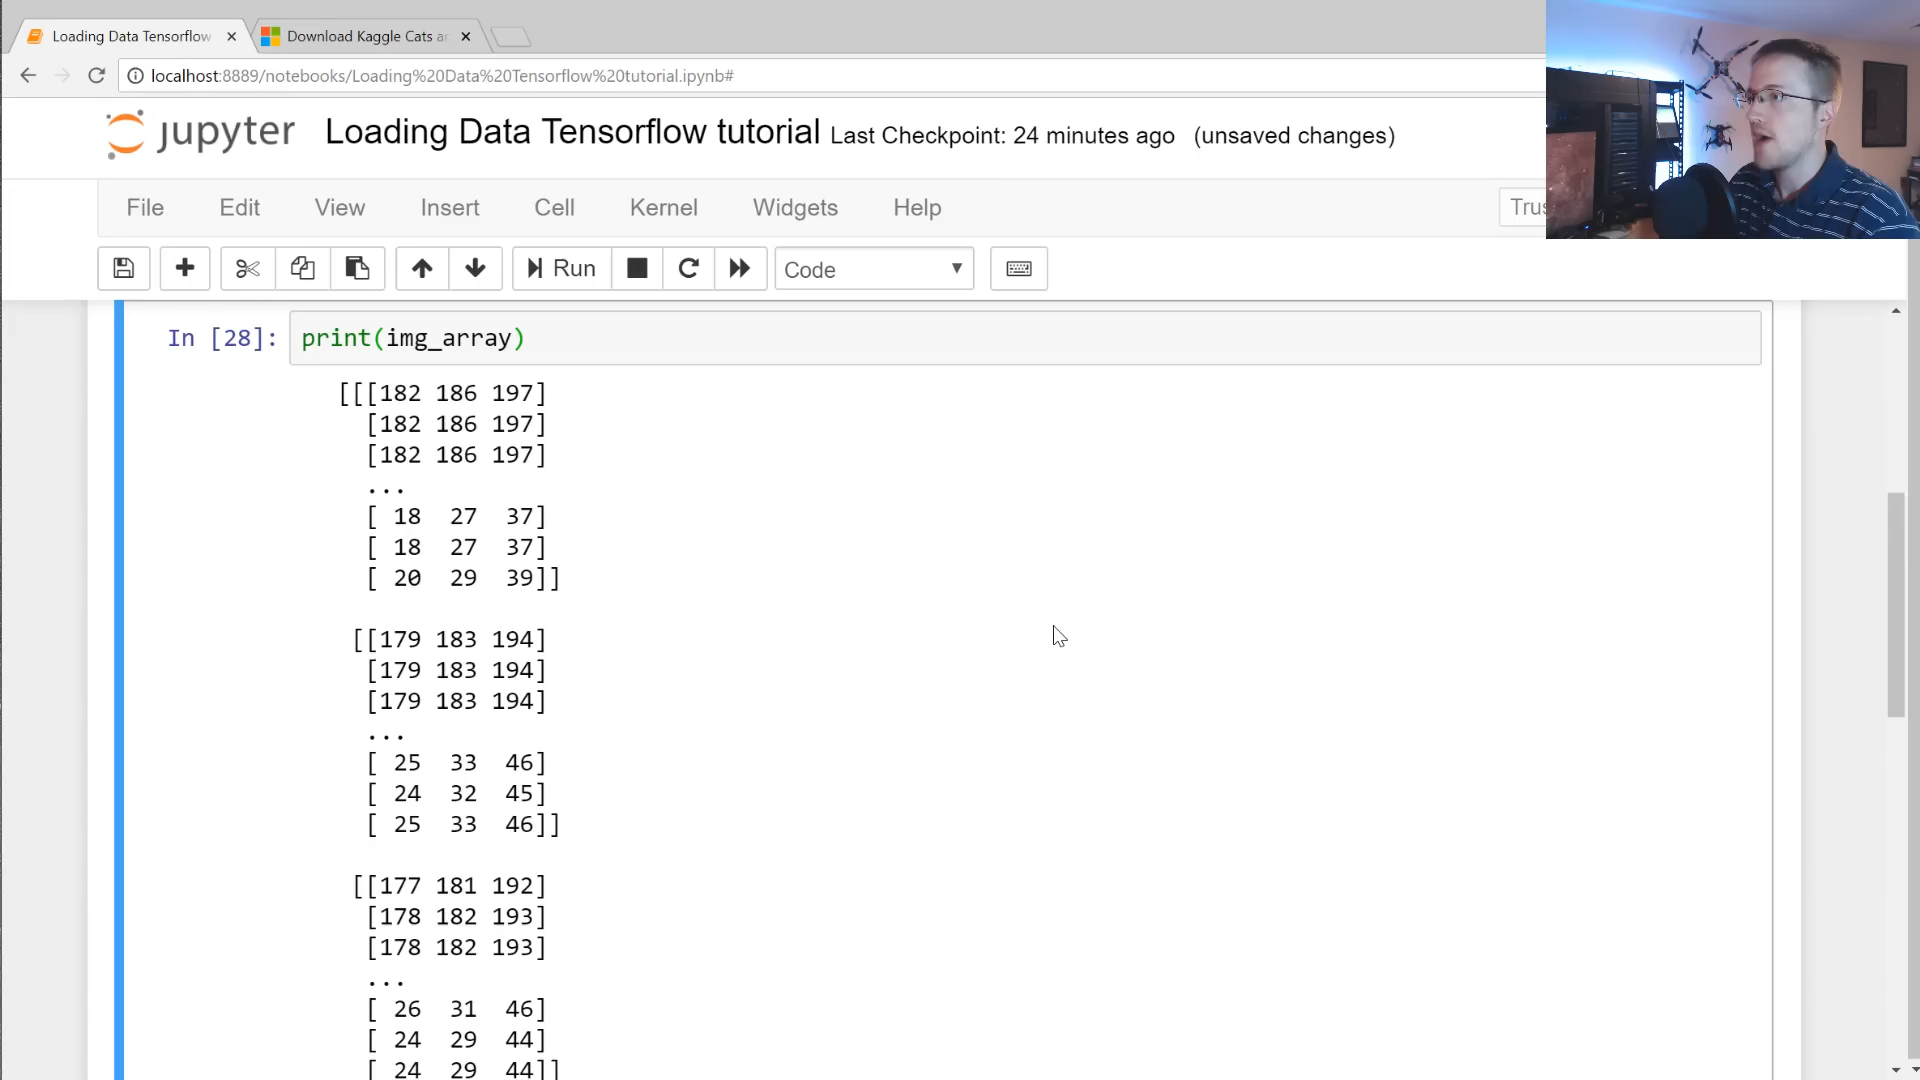 Loading Data Tensorflow
Download Kaggle Cats
localhost:8889/notebooks/Loading%20Data%20Tensorflow%20tutorial.ipynb#
jupyter Loading Data Tensorflow tutorial Last Checkpoint: 24 minutes ago (unsaved changes)
File Edit View Insert Cell Kernel Widgets Help Trus
Run Code
In [28]: print(img_array)
[[[182 186 197]
[182 186 197]
[182 186 197]
...
[ 18 27 37]
[ 18 27 37]
[ 20 29 39]]
[[179 183 194]
[179 183 194]
[179 183 194]
...
[ 25 33 46]
[ 24 32 45]
[ 25 33 46]]
[[177 181 192]
[178 182 193]
[178 182 193]
...
[ 26 31 46]
[ 24 29 44]
[ 24 29 44]]